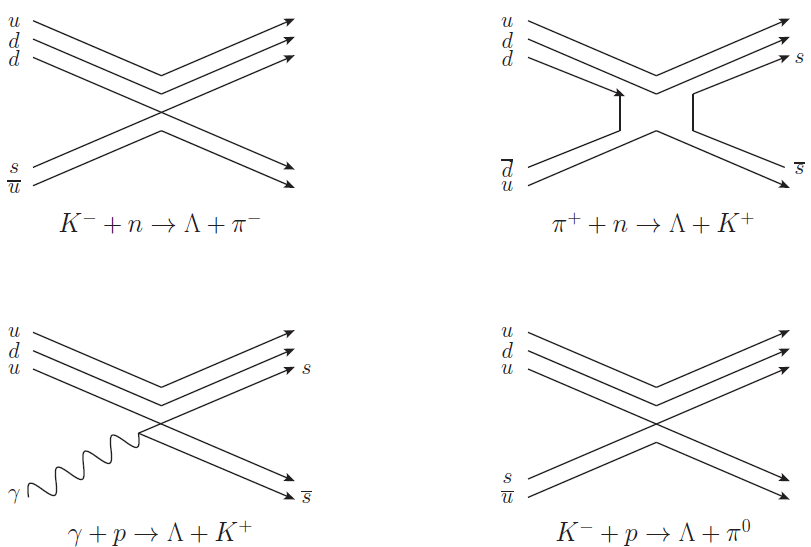 u
d
d
s
u̅
K⁻ + n → Λ + π⁻
u
d
d
s
d̅
u
s̅
π⁺ + n → Λ + K⁺
u
d
u
s
γ
s̅
γ + p → Λ + K⁺
u
d
u
s
u̅
K⁻ + p → Λ + π⁰